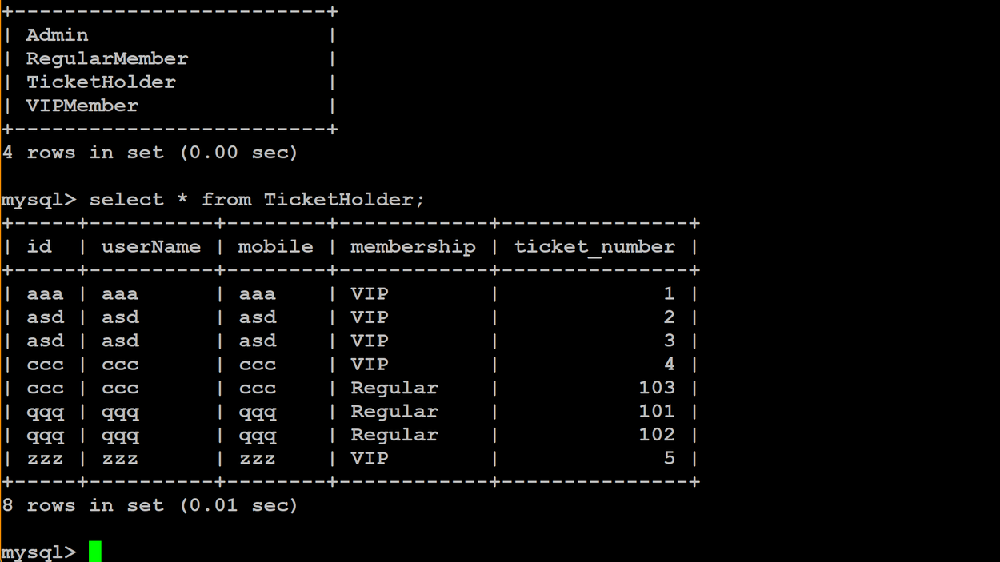 +-------------------------+
| Admin                   |
| RegularMember           |
| TicketHolder            |
| VIPMember               |
+-------------------------+
4 rows in set (0.00 sec)

mysql> select * from TicketHolder;
+-----+----------+--------+------------+---------------+
| id  | userName | mobile | membership | ticket_number |
+-----+----------+--------+------------+---------------+
| aaa | aaa      | aaa    | VIP        |             1 |
| asd | asd      | asd    | VIP        |             2 |
| asd | asd      | asd    | VIP        |             3 |
| ccc | ccc      | ccc    | VIP        |             4 |
| ccc | ccc      | ccc    | Regular    |           103 |
| qqq | qqq      | qqq    | Regular    |           101 |
| qqq | qqq      | qqq    | Regular    |           102 |
| zzz | zzz      | zzz    | VIP        |             5 |
+-----+----------+--------+------------+---------------+
8 rows in set (0.01 sec)

mysql>